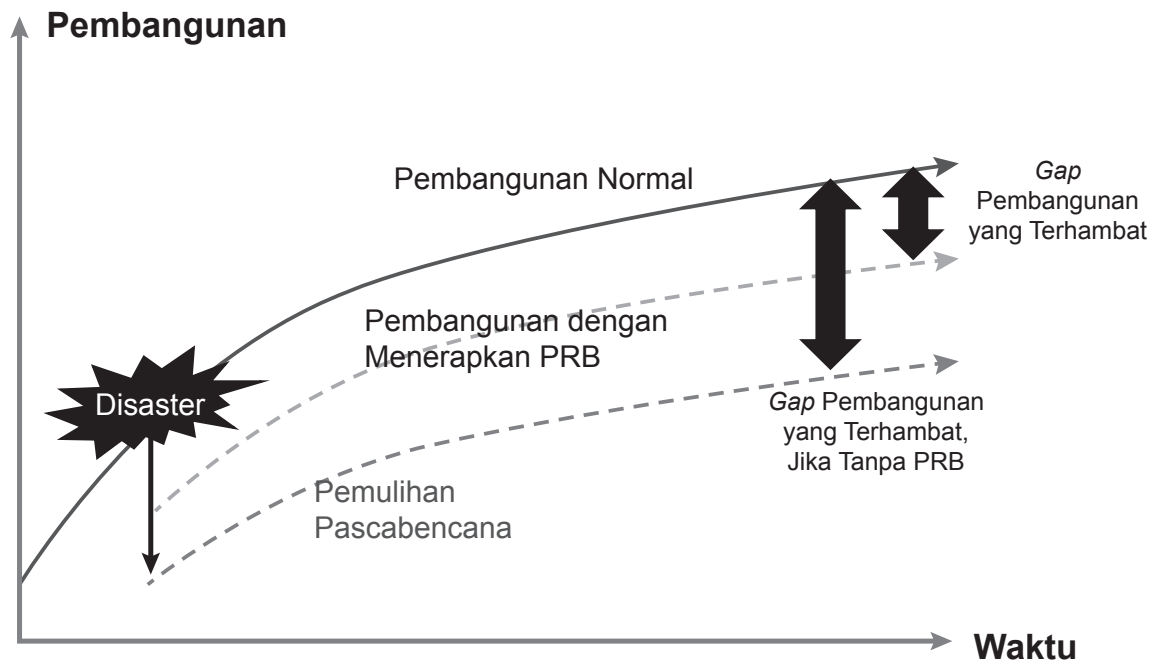 Pembangunan
Pembangunan Normal
Gap
Pembangunan
yang Terhambat
Pembangunan dengan
Menerapkan PRB
Disaster
Gap Pembangunan
yang Terhambat,
Jika Tanpa PRB
Pemulihan
Pascabencana
Waktu